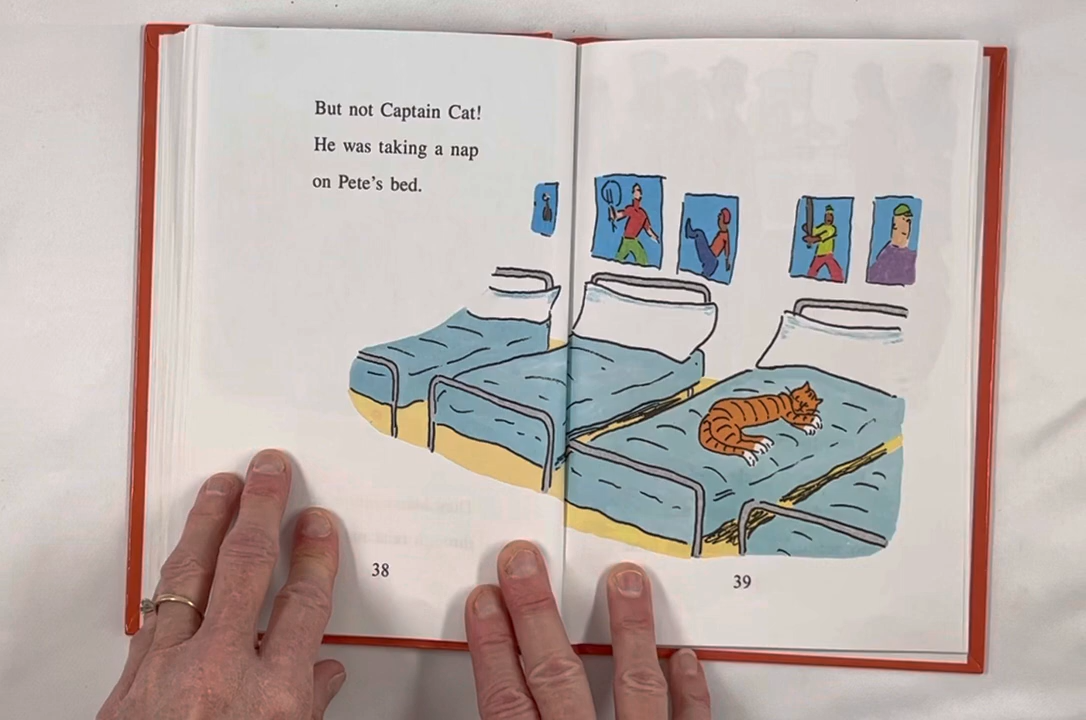 But not Captain Cat!
He was taking a nap
on Pete's bed.
38
39